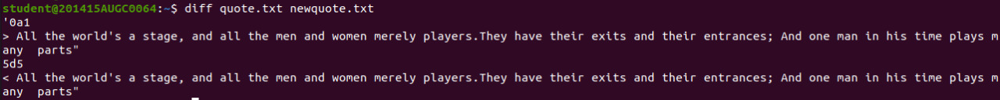 student@201415AUGC0064:~$ diff quote.txt newquote.txt
'0a1
> All the world's a stage, and all the men and women merely players.They have their exits and their entrances; And one man in his time plays m
any  parts"
5d5
< All the world's a stage, and all the men and women merely players.They have their exits and their entrances; And one man in his time plays m
any  parts"